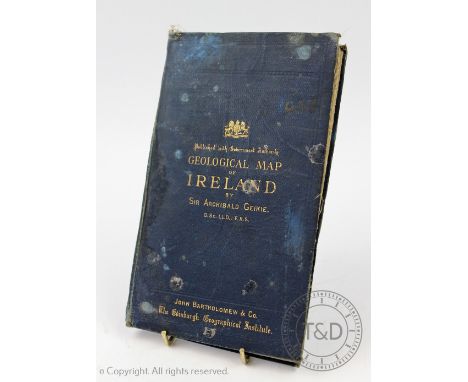 Published with Government Authority
GEOLOGICAL MAP
OF
IRELAND
BY
SIR ARCHIBALD GEIKIE.
D.Sc. LL.D., F.R.S.
JOHN BARTHOLOMEW & CO.
The Edinburgh Geographical Institute.
T&D
© Copyright. All Rights Reserved.